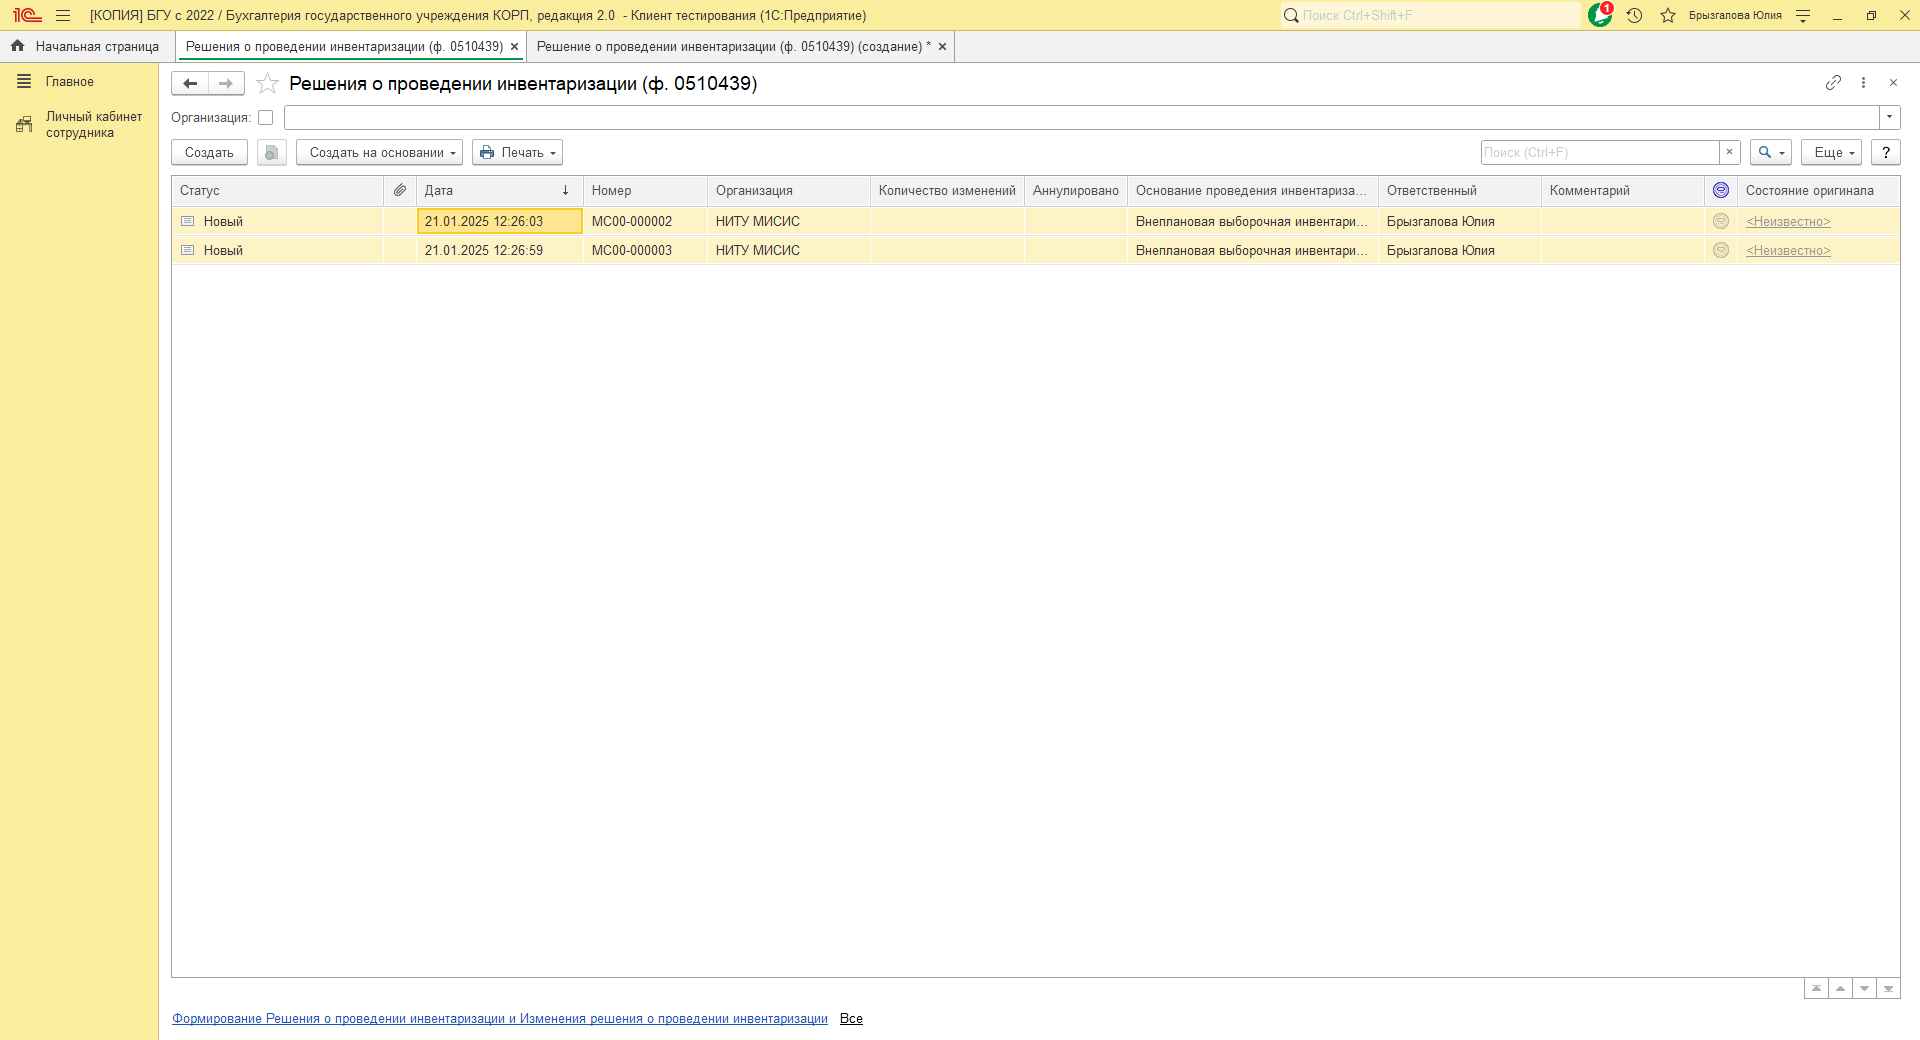 [КОПИЯ] БГУ с 2022 / Бухгалтерия государственного учреждения КОРП, редакция 2.0 - Клиент тестирования (1С:Предприятие)
Поиск Ctrl+Shift+F
1
Брызгалова Юлия
Начальная страница
Решения о проведении инвентаризации (ф. 0510439) ×
Решение о проведении инвентаризации (ф. 0510439) (создание) * ×
Главное
Личный кабинет
сотрудника
Решения о проведении инвентаризации (ф. 0510439)
Организация:
Создать
Создать на основании
Печать
Поиск (Ctrl+F)
×
Еще
?
Статус Дата ↓ Номер Организация Количество изменений Аннулировано Основание проведения инвентариза... Ответственный Комментарий Состояние оригинала
Новый 21.01.2025 12:26:03 МС00-000002 НИТУ МИСИС Внеплановая выборочная инвентари... Брызгалова Юлия <Неизвестно>
Новый 21.01.2025 12:26:59 МС00-000003 НИТУ МИСИС Внеплановая выборочная инвентари... Брызгалова Юлия <Неизвестно>
Формирование Решения о проведении инвентаризации и Изменения решения о проведении инвентаризации Все